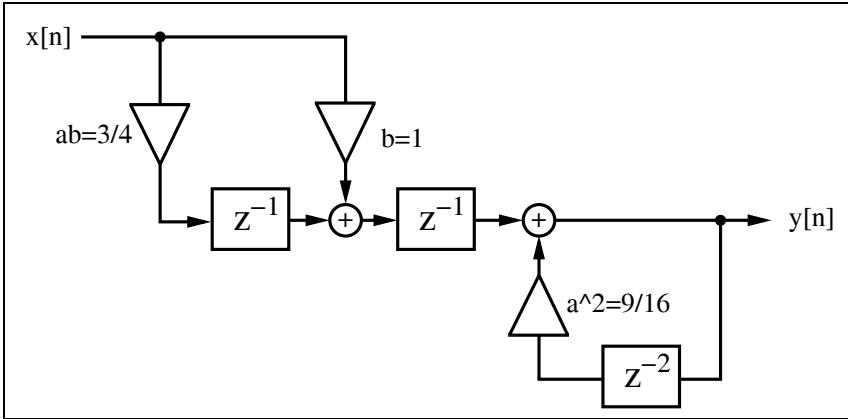 x[n]
ab=3/4
b=1
z⁻¹
+
z⁻¹
+
y[n]
a^2=9/16
z⁻²